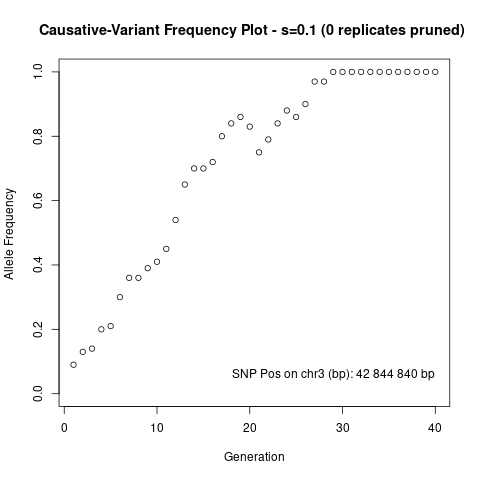 Causative-Variant Frequency Plot - s=0.1 (0 replicates pruned)
1.0
0.8
0.6
0.4
0.2
0.0
Allele Frequency
SNP Pos on chr3 (bp): 42 844 840 bp
0 10 20 30 40
Generation